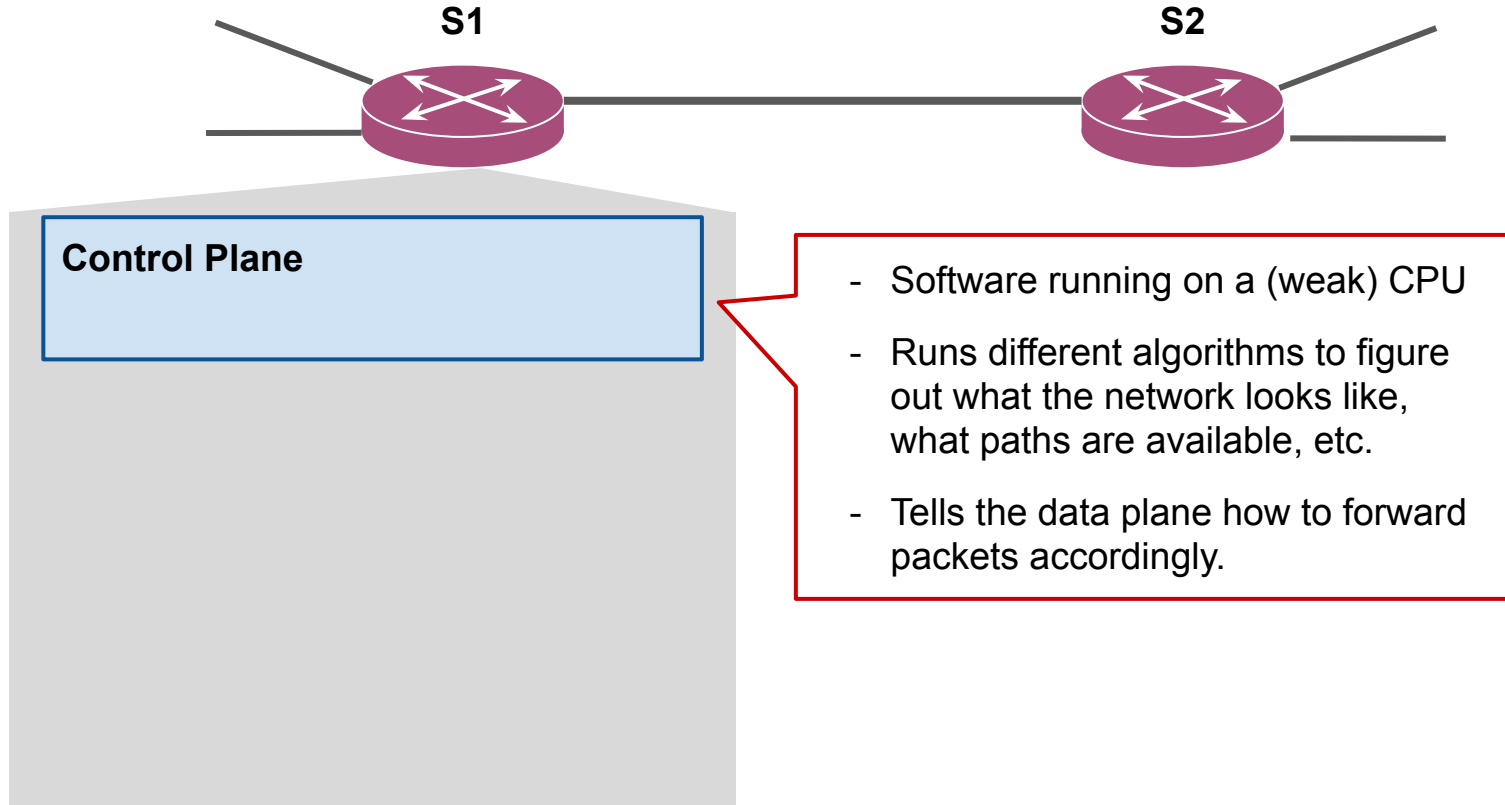 S1
S2
Control Plane
- Software running on a (weak) CPU
- Runs different algorithms to figure
out what the network looks like,
what paths are available, etc.
- Tells the data plane how to forward
packets accordingly.